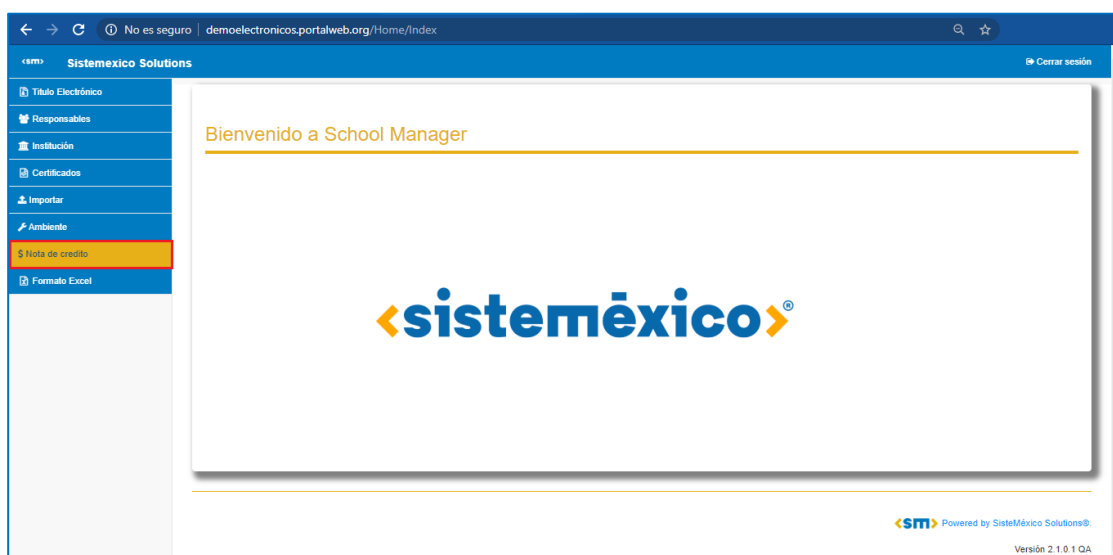 No es seguro | demoelectronicos.portalweb.org/Home/Index
<sm> Sistemexico Solutions
Cerrar sesión
Titulo Electrónico
Responsables
Institución
Certificados
Importar
Ambiente
$ Nota de credito
Formato Excel
Bienvenido a School Manager
<sisteméxico>®
<sm> Powered by SisteMéxico Solutions®.
Versión 2.1.0.1 QA